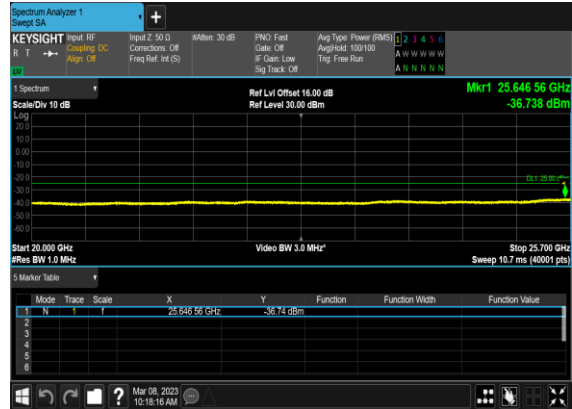 Spectrum Analyzer 1
Swept SA
+
KEYSIGHT Input: RF Input Z: 50 Ω #Atten: 30 dB PNO: Fast Avg Type: Power (RMS) 1 2 3 4 5 6
R T Coupling: DC Corrections: Off Gate: Off Avg|Hold: 100/100 A W W W W W
Align: Off Freq Ref: Int (S) IF Gain: Low Trig: Free Run
Sig Track: Off A N N N N N
1 Spectrum Ref Lvl Offset 16.00 dB Mkr1 25.646 56 GHz
Scale/Div 10 dB Ref Level 30.00 dBm -36.738 dBm
Log
20.0
10.0
0.00
-10.0
-20.0
-30.0
-40.0
-50.0
-60.0
Start 20.000 GHz Video BW 3.0 MHz* Stop 25.700 GHz
#Res BW 1.0 MHz Sweep 10.7 ms (40001 pts)
5 Marker Table
Mode Trace Scale X Y Function Function Width Function Value
1 N 1 f 25.646 56 GHz -36.74 dBm
2
3
4
5
6
? Mar 08, 2023
10:18:16 AM